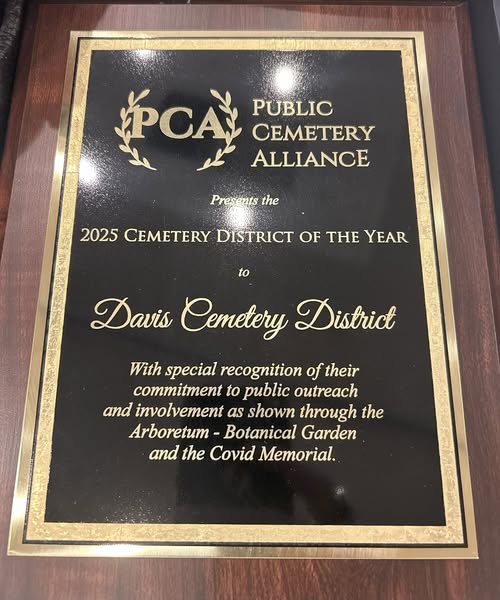 PCA
PUBLIC
CEMETERY
ALLIANCE
Presents the
2025 CEMETERY DISTRICT OF THE YEAR
to
Davis Cemetery District
With special recognition of their
commitment to public outreach
and involvement as shown through the
Arboretum - Botanical Garden
and the Covid Memorial.